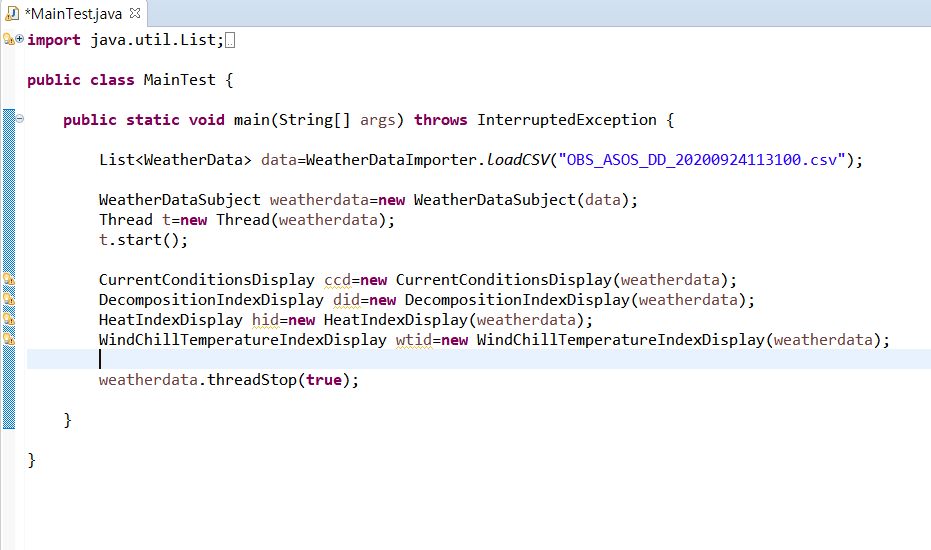 *MainTest.java
import java.util.List;
public class MainTest {
public static void main(String[] args) throws InterruptedException {
List<WeatherData> data=WeatherDataImporter.loadCSV("OBS_ASOS_DD_20200924113100.csv");
WeatherDataSubject weatherdata=new WeatherDataSubject(data);
Thread t=new Thread(weatherdata);
t.start();
CurrentConditionsDisplay ccd=new CurrentConditionsDisplay(weatherdata);
DecompositionIndexDisplay did=new DecompositionIndexDisplay(weatherdata);
HeatIndexDisplay hid=new HeatIndexDisplay(weatherdata);
WindChillTemperatureIndexDisplay wtid=new WindChillTemperatureIndexDisplay(weatherdata);
weatherdata.threadStop(true);
}
}